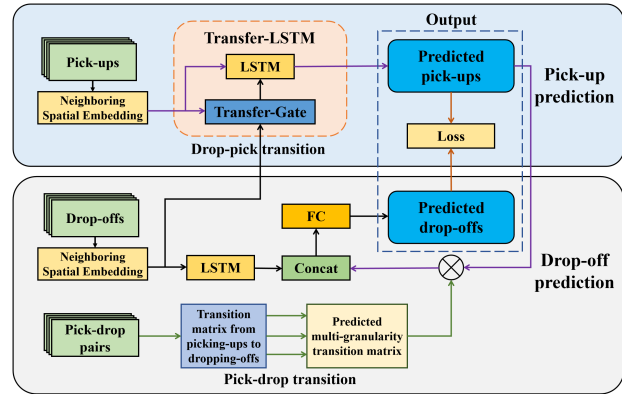 Output
Transfer-LSTM
Pick-ups
LSTM
Predicted
pick-ups
Neighboring
Spatial Embedding
Transfer-Gate
Pick-up
prediction
Loss
Drop-pick transition
Drop-offs
FC
Predicted
drop-offs
Neighboring
Spatial Embedding
LSTM
Concat
Drop-off
prediction
Pick-drop
pairs
Transition
matrix from
picking-ups to
dropping-offs
Predicted
multi-granularity
transition matrix
Pick-drop transition